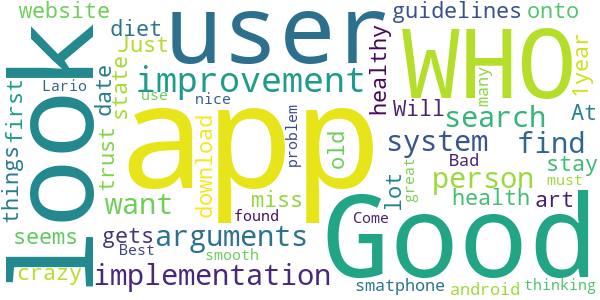 website
diet
user
WHO
guidelines
onto
Just
state
date
healthy
1year
look
Lario
improvement
many
Will
At
first
use
nice
app
search
things
trust
download
problem
old
system
find
want
miss
lot
person
stay
Bad
great
health
art
must
seems
gets
arguments
found
Good
Come
crazy
Best
smooth
implementation
smatphone
android
thinking